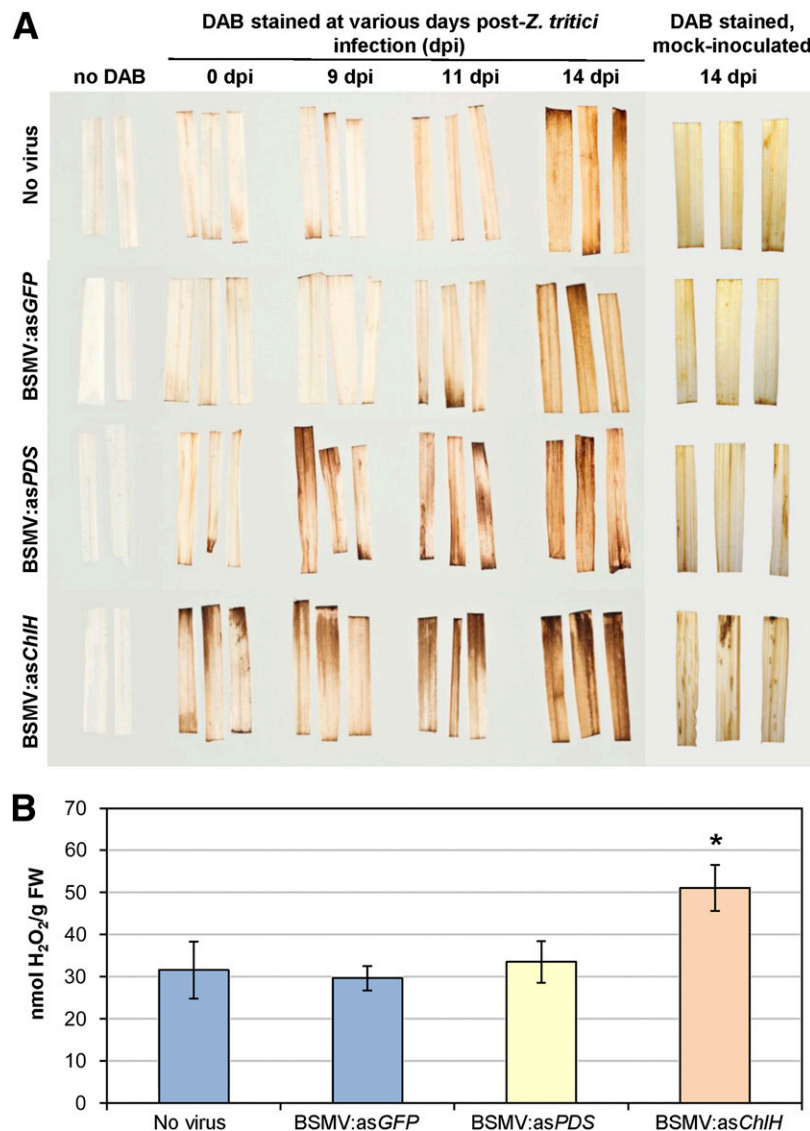 A
DAB stained at various days post-Z. tritici
infection (dpi)
DAB stained,
mock-inoculated
no DAB
0 dpi
9 dpi
11 dpi
14 dpi
14 dpi
No virus
BSMV:asGFP
BSMV:asPDS
BSMV:asChlH
B
nmol H₂O₂/g FW
70
60
50
40
30
20
10
0
*
No virus
BSMV:asGFP
BSMV:asPDS
BSMV:asChlH